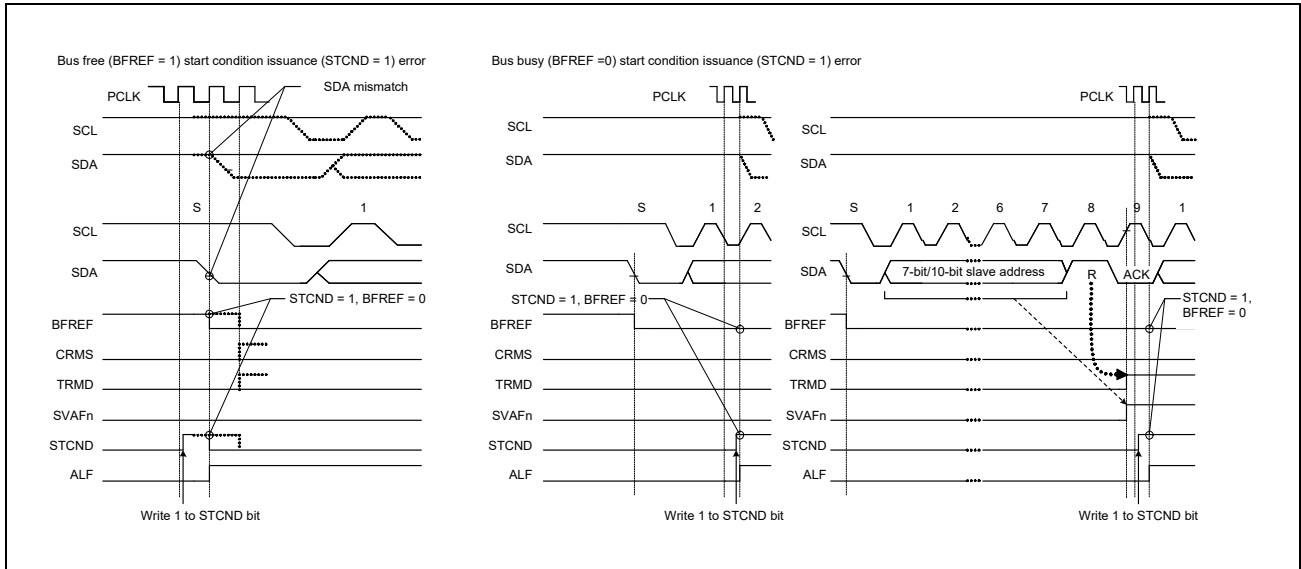 Bus free (BFREF = 1) start condition issuance (STCND = 1) error
PCLK
SDA mismatch
SCL
SDA
S 1
SCL
SDA
STCND = 1, BFREF = 0
BFREF
CRMS
TRMD
SVAFn
STCND
ALF
Write 1 to STCND bit
Bus busy (BFREF =0) start condition issuance (STCND = 1) error
PCLK
SCL
SDA
S 1 2
SCL
SDA
STCND = 1, BFREF = 0
BFREF
CRMS
TRMD
SVAFn
STCND
ALF
Write 1 to STCND bit
PCLK
SCL
SDA
S 1 2 6 7 8 9 1
SCL
SDA
7-bit/10-bit slave address R ACK
STCND = 1,
BFREF = 0
BFREF
CRMS
TRMD
SVAFn
STCND
ALF
Write 1 to STCND bit